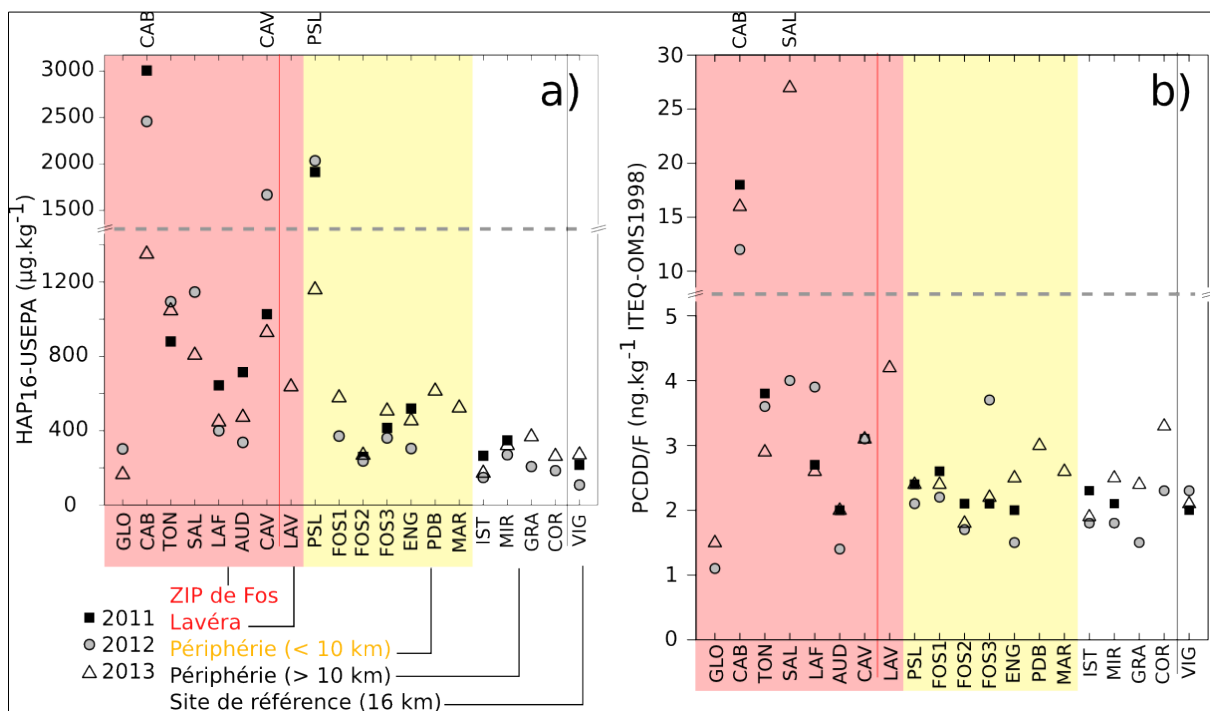 CAB CAV PSL
a)
HAP16-USEPA (µg.kg-1)
3000
2500
2000
1500
1200
800
400
0
GLO CAB TON SAL LAF AUD CAV LAV PSL FOS1 FOS2 FOS3 ENG PDB MAR IST MIR GRA COR VIG
2011
2012
2013
ZIP de Fos
Lavéra
Périphérie (< 10 km)
Périphérie (> 10 km)
Site de référence (16 km)
CAB SAL
b)
PCDD/F (ng.kg-1 ITEQ-OMS1998)
30
25
20
15
10
5
4
3
2
1
0
GLO CAB TON SAL LAF AUD CAV LAV PSL FOS1 FOS2 FOS3 ENG PDB MAR IST MIR GRA COR VIG